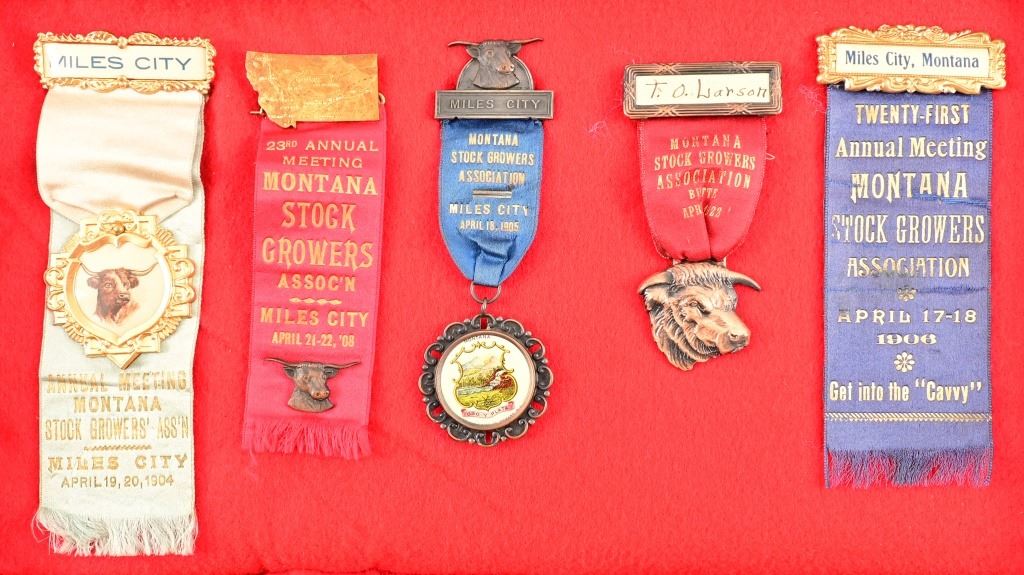 MILES CITY
ANNUAL MEETING
MONTANA
STOCK GROWERS' ASS'N
MILES CITY
APRIL 19, 20, 1904
23RD ANNUAL
MEETING
MONTANA
STOCK
GROWERS
ASSOC'N
MILES CITY
APRIL 21-22, '08
MILES CITY
MONTANA
STOCK GROWERS
ASSOCIATION
MILES CITY
APRIL 18, 1905
MONTANA
ORO Y PLATA
T. O. Larson
MONTANA
STOCK GROWERS
ASSOCIATION
BUTTE
Miles City, Montana
TWENTY-FIRST
Annual Meeting
MONTANA
STOCK GROWERS
ASSOCIATION
APRIL 17-18
1906
Get into the "Cavvy"